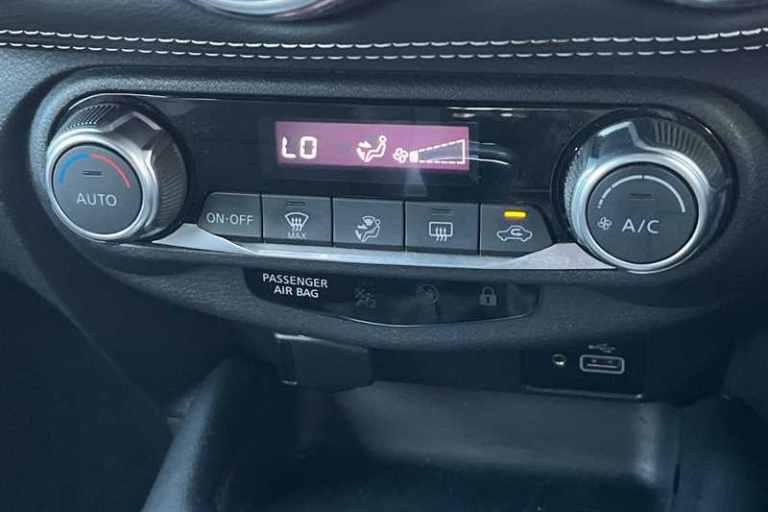 LO
AUTO
ON-OFF
MAX
A/C
PASSENGER
AIR BAG